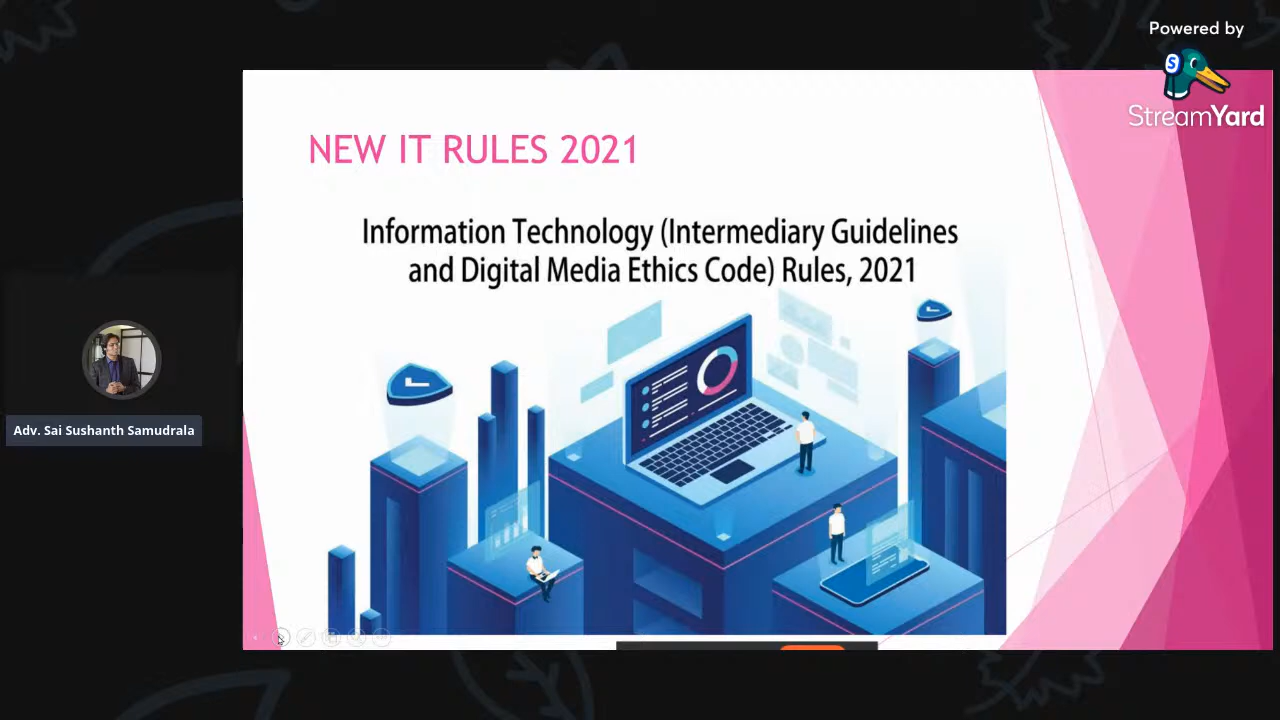 Powered by
StreamYard
NEW IT RULES 2021
Information Technology (Intermediary Guidelines
and Digital Media Ethics Code) Rules, 2021
Adv. Sai Sushanth Samudrala